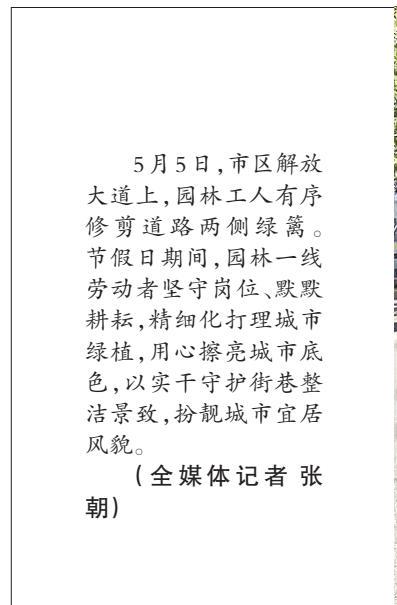 5月5日，市区解放
大道上，园林工人有序
修剪道路两侧绿篱。
节假日期间，园林一线
劳动者坚守岗位、默默
耕耘，精细化打理城市
绿植，用心擦亮城市底
色，以实干守护街巷整
洁景致，扮靓城市宜居
风貌。
（全媒体记者 张
朝）